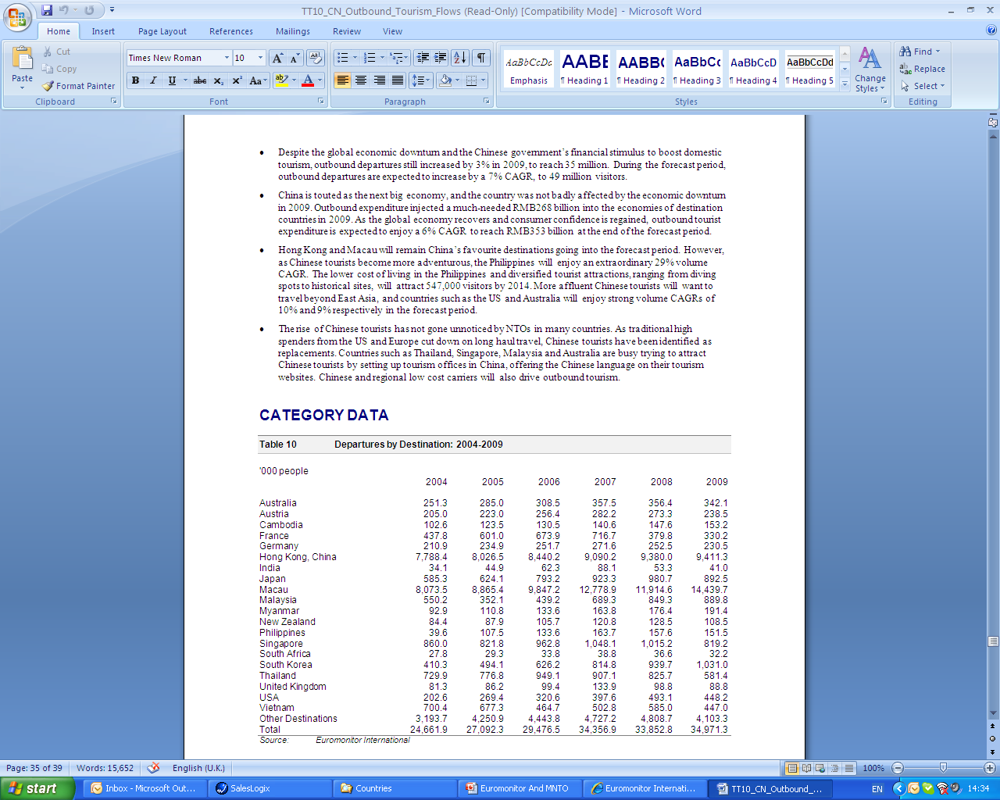 TT10_CN_Outbound_Tourism_Flows (Read-Only) [Compatibility Mode] - Microsoft Word
Home Insert Page Layout References Mailings Review View
Paste
Cut
Copy
Format Painter
Clipboard
Times New Roman 10
Font
Paragraph
AaBbCcDc AABE AABBC AaBbCc AaBbCcD AaBbCcDd
Emphasis ¶ Heading 1 ¶ Heading 2 ¶ Heading 3 ¶ Heading 4 ¶ Heading 5
Change Styles
Styles
Find
Replace
Select
Editing
• Despite the global economic downturn and the Chinese government's financial stimulus to boost domestic
tourism, outbound departures still increased by 3% in 2009, to reach 35 million. During the forecast period,
outbound departures are expected to increase by a 7% CAGR, to 49 million visitors.
• China is touted as the next big economy, and the country was not badly affected by the economic downturn
in 2009. Outbound expenditure injected a much-needed RMB268 billion into the economies of destination
countries in 2009. As the global economy recovers and consumer confidence is regained, outbound tourist
expenditure is expected to enjoy a 6% CAGR to reach RMB353 billion at the end of the forecast period.
• Hong Kong and Macau will remain China's favourite destinations going into the forecast period. However,
as Chinese tourists become more adventurous, the Philippines will enjoy an extraordinary 29% volume
CAGR. The lower cost of living in the Philippines and diversified tourist attractions, ranging from diving
spots to historical sites, will attract 547,000 visitors by 2014. More affluent Chinese tourists will want to
travel beyond East Asia, and countries such as the US and Australia will enjoy strong volume CAGRs of
10% and 9% respectively in the forecast period.
• The rise of Chinese tourists has not gone unnoticed by NTOs in many countries. As traditional high
spenders from the US and Europe cut down on long haul travel, Chinese tourists have been identified as
replacements. Countries such as Thailand, Singapore, Malaysia and Australia are busy trying to attract
Chinese tourists by setting up tourism offices in China, offering the Chinese language on their tourism
websites. Chinese and regional low cost carriers will also drive outbound tourism.
CATEGORY DATA
Table 10 Departures by Destination: 2004-2009
'000 people
2004 2005 2006 2007 2008 2009
Australia 251.3 285.0 308.5 357.5 356.4 342.1
Austria 205.0 223.0 256.4 282.2 273.3 238.5
Cambodia 102.6 123.5 130.5 140.6 147.6 153.2
France 437.8 601.0 673.9 716.7 379.8 330.2
Germany 210.9 234.9 251.7 271.6 252.5 230.5
Hong Kong, China 7,788.4 8,026.5 8,440.2 9,090.2 9,380.0 9,411.3
India 34.1 44.9 62.3 88.1 53.3 41.0
Japan 585.3 624.1 793.2 923.3 980.7 892.5
Macau 8,073.5 8,865.4 9,847.2 12,778.9 11,914.6 14,439.7
Malaysia 550.2 352.1 439.2 689.3 849.3 889.8
Myanmar 92.9 110.8 133.6 163.8 176.4 191.4
New Zealand 84.4 87.9 105.7 120.8 128.5 108.5
Philippines 39.6 107.5 133.6 163.7 157.6 151.5
Singapore 860.0 821.8 962.8 1,048.1 1,015.2 819.2
South Africa 27.8 29.3 33.8 38.8 36.6 32.2
South Korea 410.3 494.1 626.2 814.8 939.7 1,031.0
Thailand 729.9 776.8 949.1 907.1 825.7 581.4
United Kingdom 81.3 86.2 99.4 133.9 98.8 88.8
USA 202.6 269.4 320.6 397.6 493.1 448.2
Vietnam 700.4 677.3 464.7 502.8 585.0 447.0
Other Destinations 3,193.7 4,250.9 4,443.8 4,727.2 4,808.7 4,103.3
Total 24,661.9 27,092.3 29,476.5 34,356.9 33,852.8 34,971.3
Source: Euromonitor International
Page: 35 of 39 Words: 15,652 English (U.K.) 100%
start Inbox - Microsoft Out... SalesLogix Countries Euromonitor And MNTO Euromonitor Internati... TT10_CN_Outbound_... EN 14:34